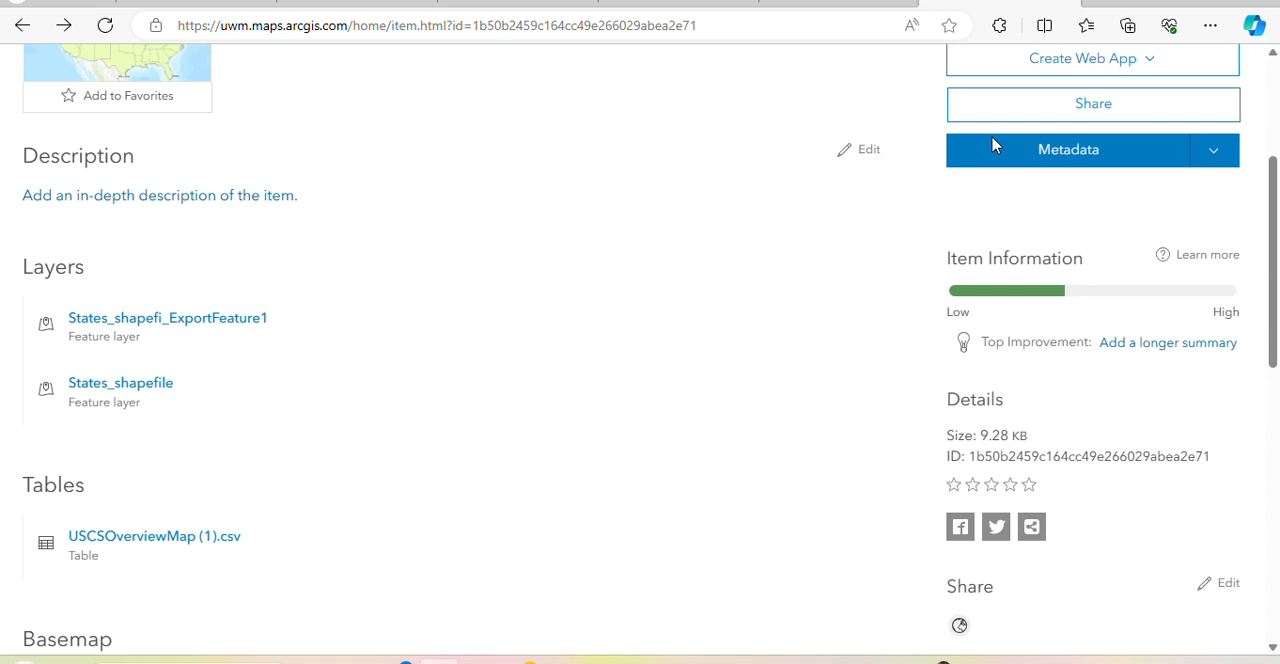 https://uwm.maps.arcgis.com/home/item.html?id=1b50b2459c164cc49e266029abea2e71
Create Web App
Add to Favorites
Share
Description
Edit
Metadata
Add an in-depth description of the item.
Layers
Item Information
Learn more
States_shapefi_ExportFeature1
Feature layer
Low
High
Top Improvement: Add a longer summary
States_shapefile
Feature layer
Details
Size: 9.28 KB
ID: 1b50b2459c164cc49e266029abea2e71
Tables
USCSOverviewMap (1).csv
Table
Share
Edit
Basemap